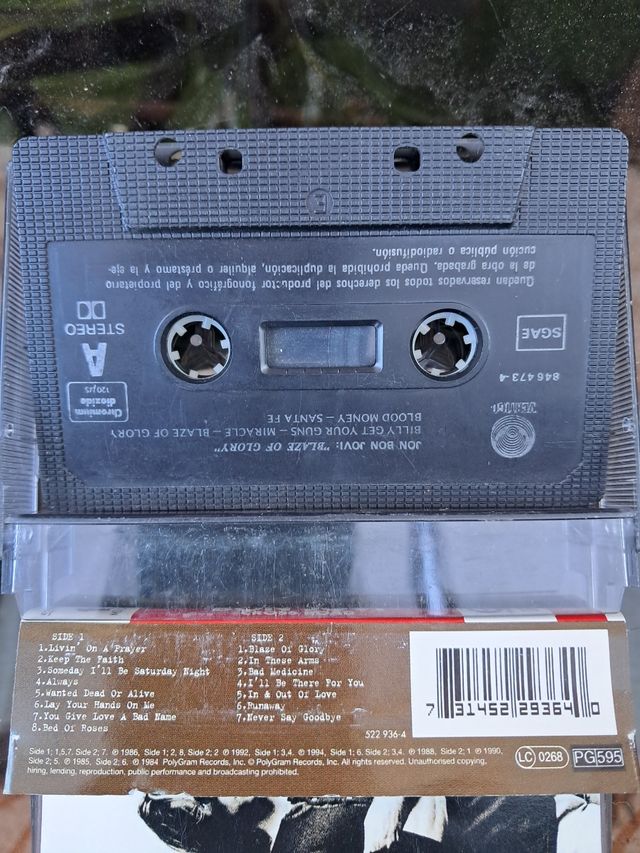 E
Quedan reservados todos los derechos del productor fonográfico y del propietario
de la obra grabada. Queda prohibida la duplicación, alquiler o préstamo y la eje-
cución pública o radiodifusión.
STEREO
A
Chromium
dioxide
120µS
SGAE
846 473-4
VERTIGO
JON BON JOVI: "BLAZE OF GLORY"
BILLY GET YOUR GUNS – MIRACLE – BLAZE OF GLORY
BLOOD MONEY – SANTA FE
SIDE 1
1.Livin' On A Prayer
2.Keep The Faith
3.Someday I'll Be Saturday Night
4.Always
5.Wanted Dead Or Alive
6.Lay Your Hands On Me
7.You Give Love A Bad Name
8.Bed Of Roses
SIDE 2
1.Blaze Of Glory
2.In These Arms
3.Bad Medicine
4.I'll Be There For You
5.In & Out Of Love
6.Runaway
7.Never Say Goodbye
522 936-4
7 31452 29364 0
Side 1; 1,5,7. Side 2; 7. ℗ 1986, Side 1; 2, 8, Side 2; 2 ℗ 1992, Side 1; 3,4. ℗ 1994, Side 1; 6. Side 2; 3,4. ℗ 1988, Side 2; 1 ℗ 1990,
Side 2; 5. ℗ 1985. Side 2; 6. ℗ 1984 PolyGram Records, Inc. © PolyGram Records, Inc. All rights reserved. Unauthorised copying,
hiring, lending, reproduction, public performance and broadcasting prohibited.
LC 0268
PG 595